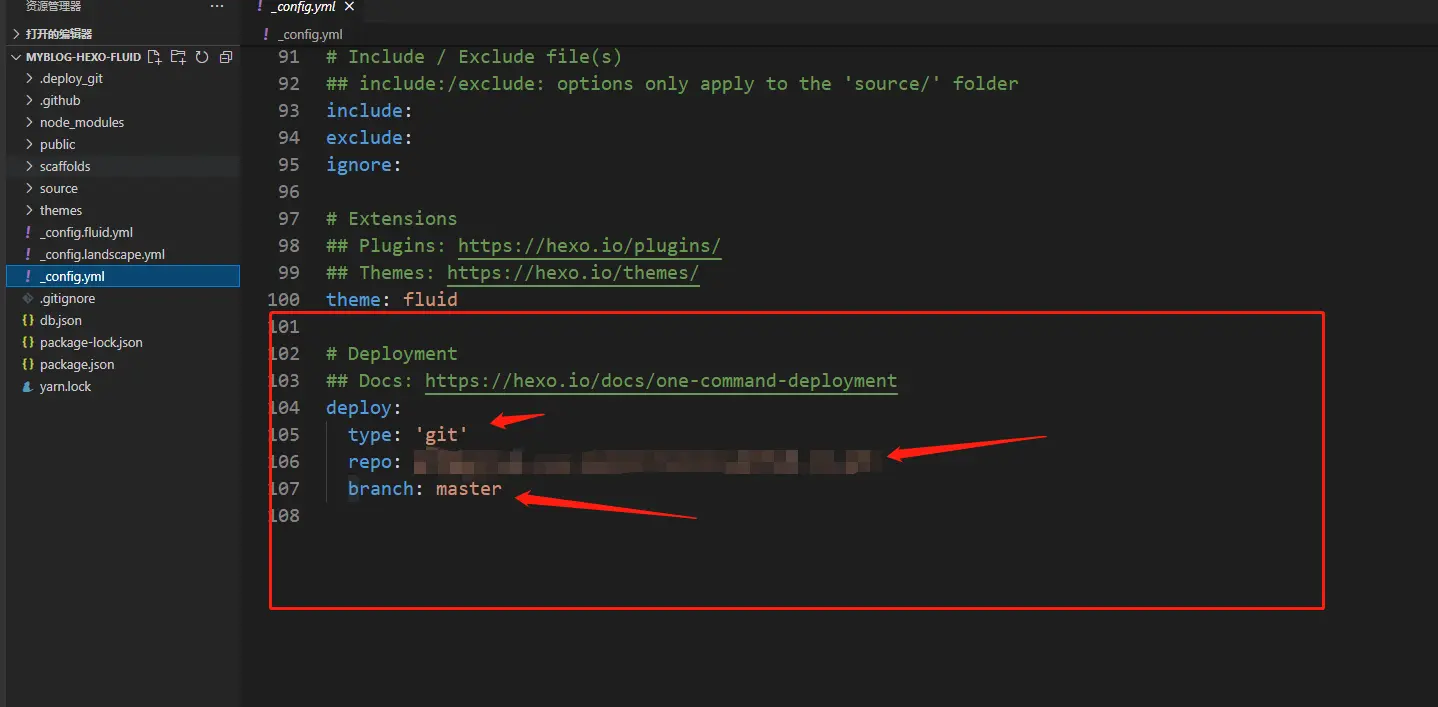 资源管理器
···
打开的编辑器
MYBLOG-HEXO-FLUID
.deploy_git
.github
node_modules
public
scaffolds
source
themes
! _config.fluid.yml
! _config.landscape.yml
! _config.yml
.gitignore
{} db.json
{} package-lock.json
{} package.json
yarn.lock
! _config.yml ×
! _config.yml
91 # Include / Exclude file(s)
92 ## include:/exclude: options only apply to the 'source/' folder
93 include:
94 exclude:
95 ignore:
96
97 # Extensions
98 ## Plugins: https://hexo.io/plugins/
99 ## Themes: https://hexo.io/themes/
100 theme: fluid
101
102 # Deployment
103 ## Docs: https://hexo.io/docs/one-command-deployment
104 deploy:
105 type: 'git'
106 repo:
107 branch: master
108